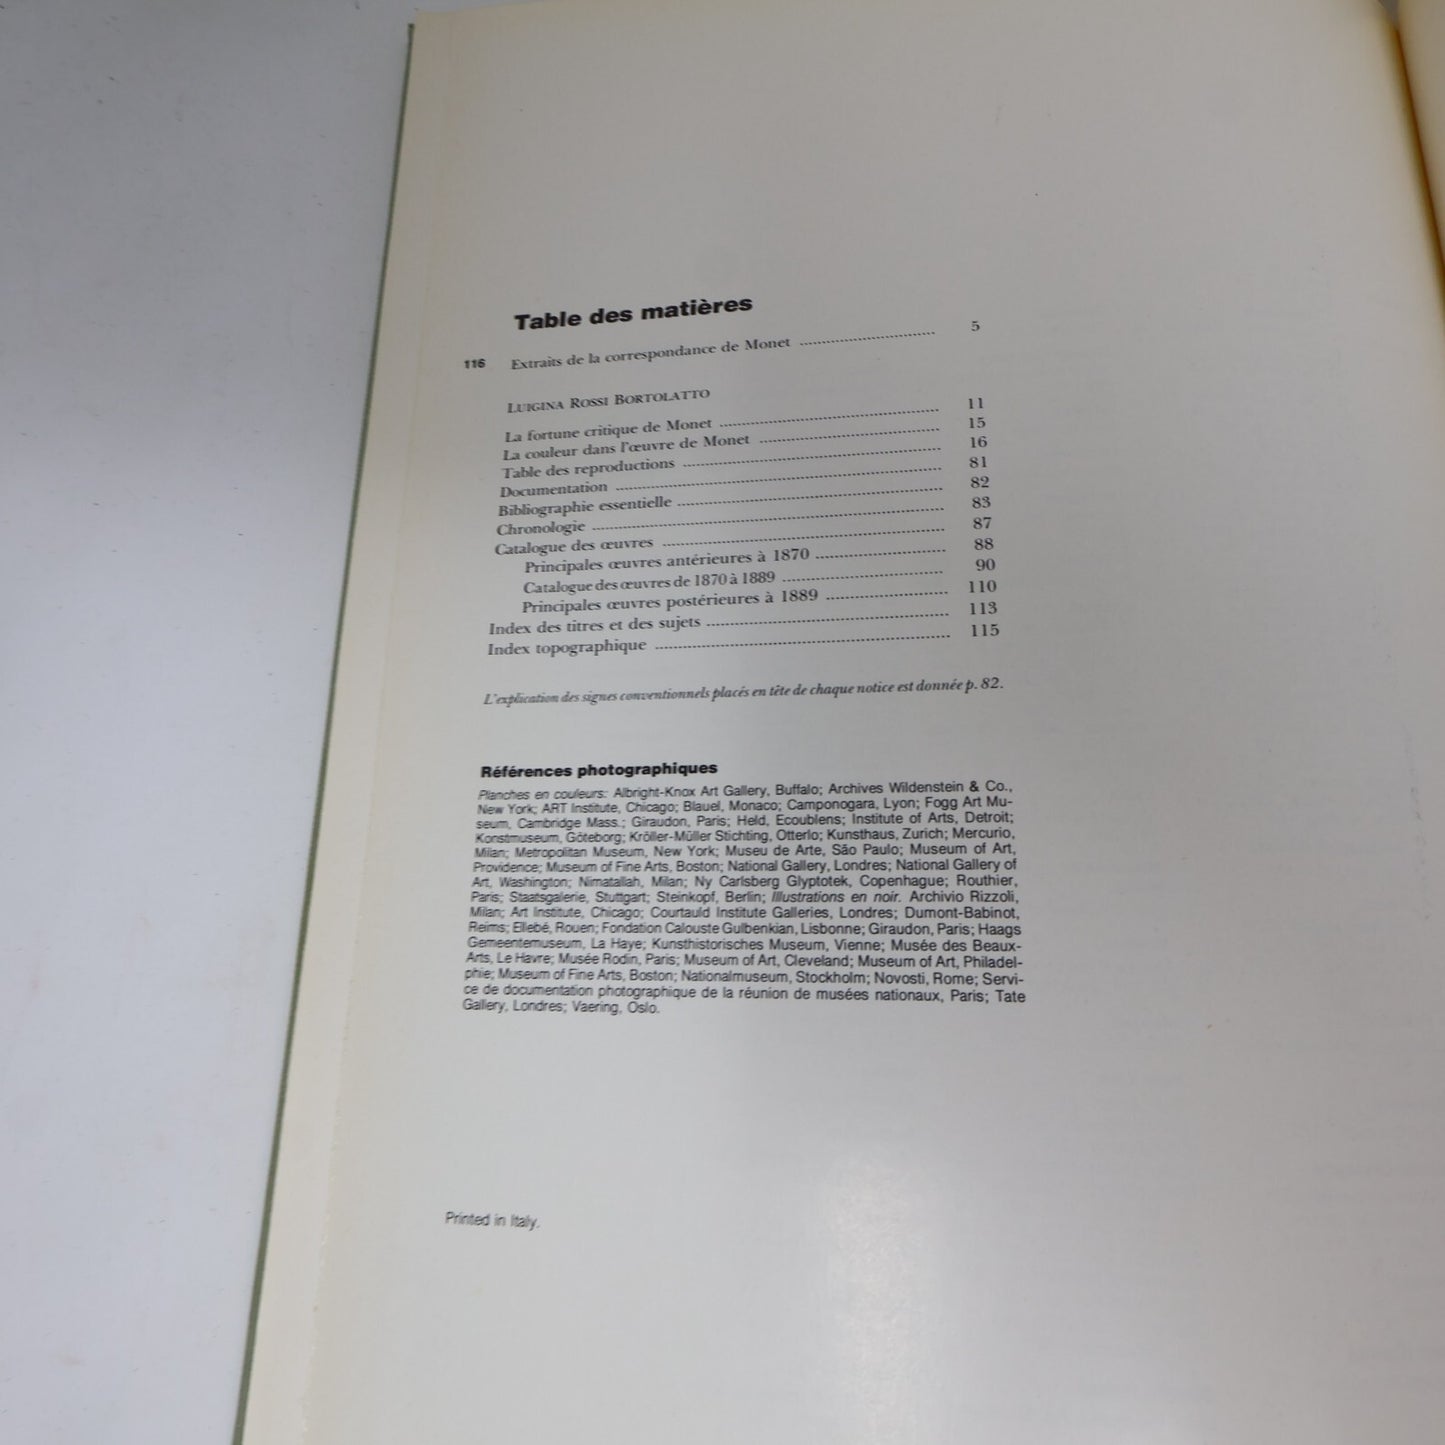 Table des matières
116 Extraits de la correspondance de Monet 5
LUIGINA ROSSI BORTOLATTO
La fortune critique de Monet 11
La couleur dans l'œuvre de Monet 15
Table des reproductions 16
Documentation 81
Bibliographie essentielle 82
Chronologie 83
Catalogue des œuvres 87
Principales œuvres antérieures à 1870 88
Catalogue des œuvres de 1870 à 1889 90
Principales œuvres postérieures à 1889 110
Index des titres et des sujets 113
Index topographique 115
L'explication des signes conventionnels placés en tête de chaque notice est donnée p. 82.
Références photographiques
Planches en couleurs: Albright-Knox Art Gallery, Buffalo; Archives Wildenstein & Co.,
New York; ART Institute, Chicago; Blauel, Monaco; Camponogara, Lyon; Fogg Art Mu-
seum, Cambridge Mass.; Giraudon, Paris; Held, Ecoublens; Institute of Arts, Detroit;
Konstmuseum, Göteborg; Kröller-Müller Stichting, Otterlo; Kunsthaus, Zurich; Mercurio,
Milan; Metropolitan Museum, New York; Museu de Arte, São Paulo; Museum of Art,
Providence; Museum of Fine Arts, Boston; National Gallery, Londres; National Gallery of
Art, Washington; Nimatallah, Milan; Ny Carlsberg Glyptotek, Copenhague; Routhier,
Paris; Staatsgalerie, Stuttgart; Steinkopf, Berlin; Illustrations en noir. Archivio Rizzoli,
Milan; Art Institute, Chicago; Courtauld Institute Galleries, Londres; Dumont-Babinot,
Reims; Ellebé, Rouen; Fondation Calouste Gulbenkian, Lisbonne; Giraudon, Paris; Haags
Gemeentemuseum, La Haye; Kunsthistorisches Museum, Vienne; Musée des Beaux-
Arts, Le Havre; Musée Rodin, Paris; Museum of Art, Cleveland; Museum of Art, Philadel-
phie; Museum of Fine Arts, Boston; Nationalmuseum, Stockholm; Novosti, Rome; Servi-
ce de documentation photographique de la réunion de musées nationaux, Paris; Tate
Gallery, Londres; Vaering, Oslo.
Printed in Italy.